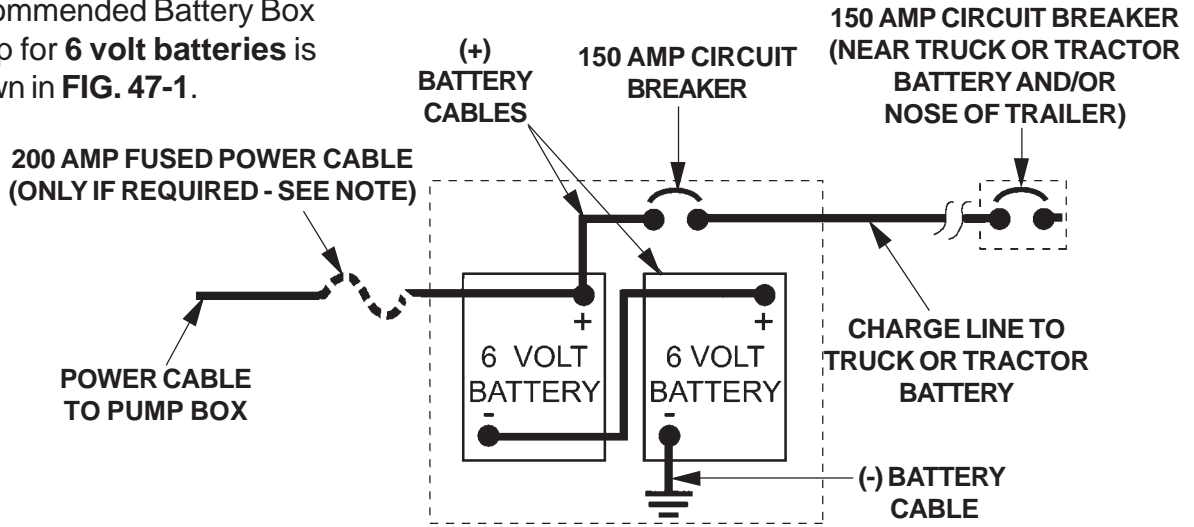 ommended Battery Box
p for 6 volt batteries is
wn in FIG. 47-1.
(+)
BATTERY
CABLES
150 AMP CIRCUIT
BREAKER
150 AMP CIRCUIT BREAKER
(NEAR TRUCK OR TRACTOR
BATTERY AND/OR
NOSE OF TRAILER)
200 AMP FUSED POWER CABLE
(ONLY IF REQUIRED - SEE NOTE)
+
6 VOLT
BATTERY
-
+
6 VOLT
BATTERY
-
POWER CABLE
TO PUMP BOX
CHARGE LINE TO
TRUCK OR TRACTOR
BATTERY
(-) BATTERY
CABLE